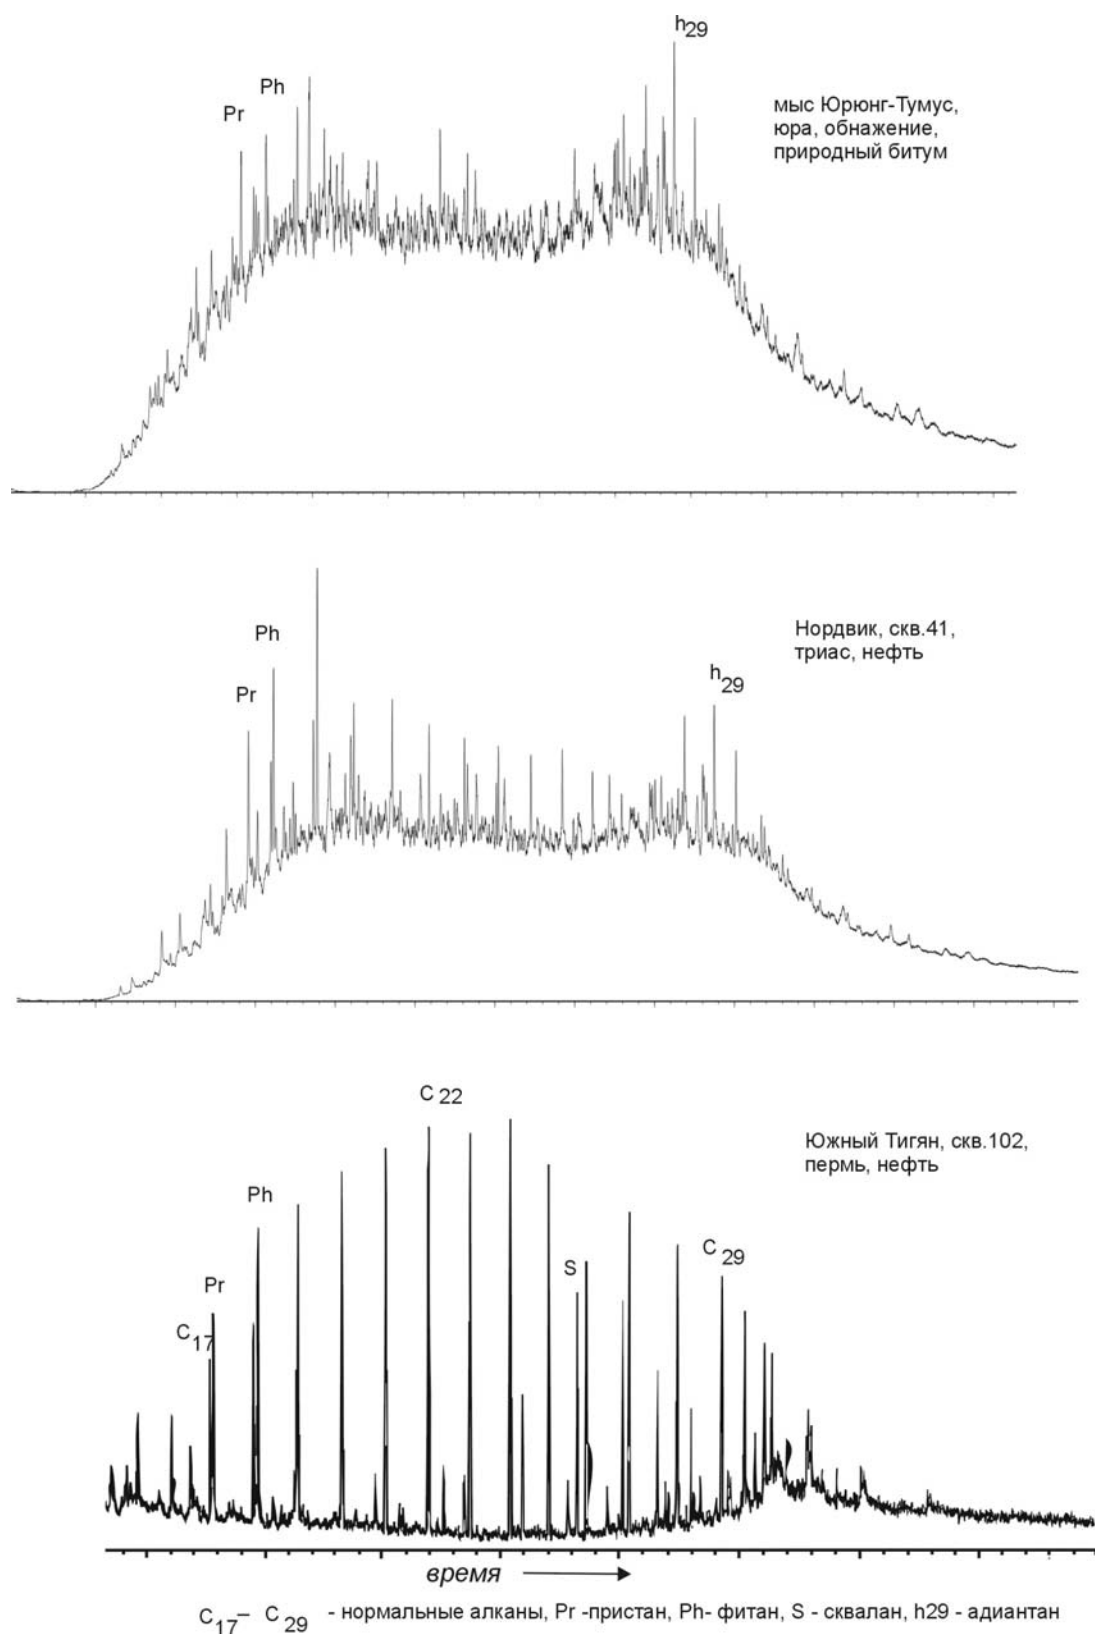 h29
Ph
Pr
мыс Юрюнг-Тумус,
юра, обнажение,
природный битум
Ph
Pr
h29
Нордвик, скв.41,
триас, нефть
C 22
Южный Тигян, скв.102,
пермь, нефть
Ph
Pr
C17
S
C 29
время
C17– C 29 - нормальные алканы, Pr -пристан, Ph- фитан, S - сквалан, h29 - адиантан